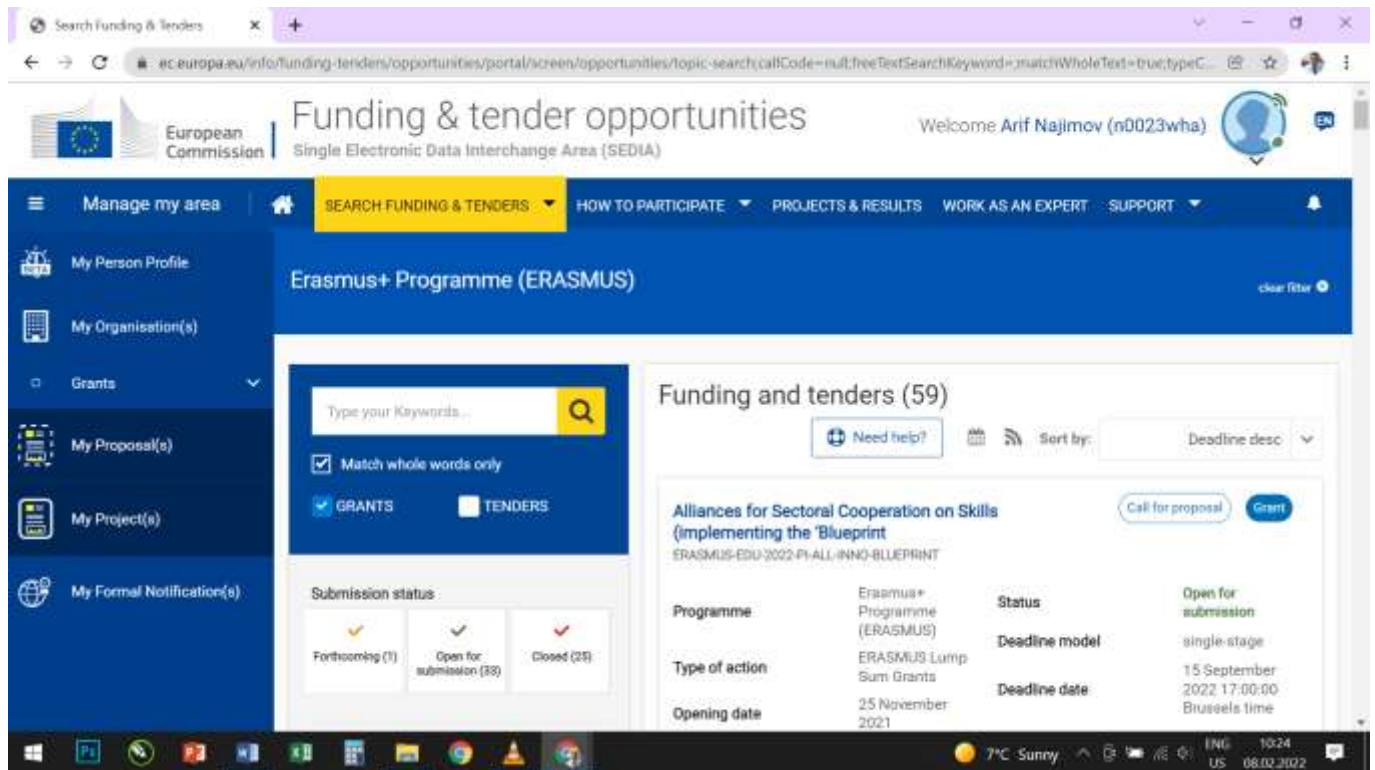 Search Funding & Tenders
ec.europa.eu/info/funding-tenders/opportunities/portal/screen/opportunities/topic-search;callCode=null;freeTextSearchKeyword=;matchWholeText=true;typeC...
European
Commission
Funding & tender opportunities
Single Electronic Data Interchange Area (SEDIA)
Welcome Arif Najimov (n0023wha)
EN
Manage my area
SEARCH FUNDING & TENDERS
HOW TO PARTICIPATE
PROJECTS & RESULTS
WORK AS AN EXPERT
SUPPORT
BETA
My Person Profile
My Organisation(s)
Grants
My Proposal(s)
My Project(s)
My Formal Notification(s)
Erasmus+ Programme (ERASMUS)
clear filter
Type your Keywords...
Match whole words only
GRANTS
TENDERS
Submission status
Forthcoming (1)
Open for
submission (33)
Closed (25)
Funding and tenders (59)
Need help?
Sort by:
Deadline desc
Alliances for Sectoral Cooperation on Skills
(implementing the 'Blueprint
ERASMUS-EDU-2022-PI-ALL-INNO-BLUEPRINT
Call for proposal
Grant
Programme
Erasmus+
Programme
(ERASMUS)
Type of action
ERASMUS Lump
Sum Grants
Opening date
25 November
2021
Status
Open for
submission
Deadline model
single-stage
Deadline date
15 September
2022 17:00:00
Brussels time
Ps
7°C Sunny
ENG
US
10:24
08.02.2022